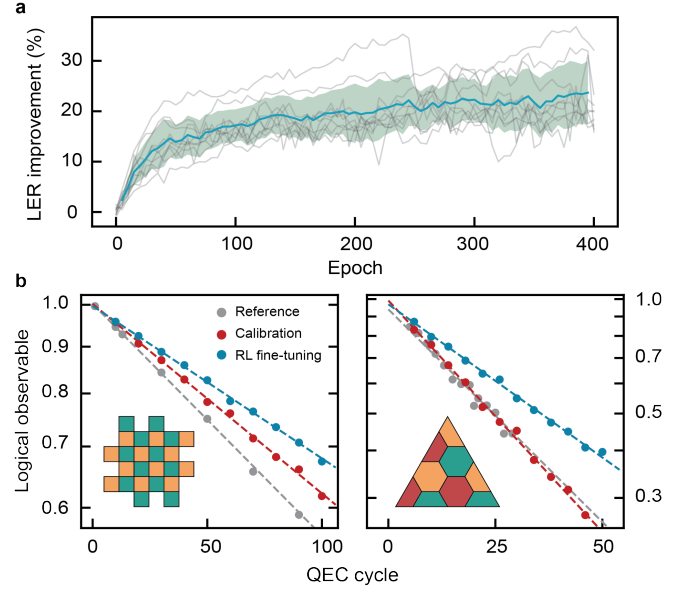 a
LER improvement (%)
30
20
10
0
0 100 200 300 400
Epoch
b
Logical observable
1.0
0.9
0.8
0.7
0.6
Reference
Calibration
RL fine-tuning
0 50 100
1.0
0.7
0.5
0.3
0 25 50
QEC cycle